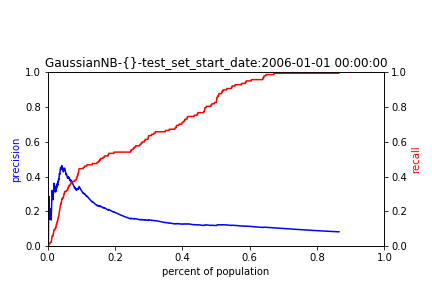 GaussianNB-{}-test_set_start_date:2006-01-01 00:00:00
1.0
0.8
0.6
0.4
0.2
0.0
precision
1.0
0.8
0.6
0.4
0.2
0.0
recall
0.0 0.2 0.4 0.6 0.8 1.0
percent of population